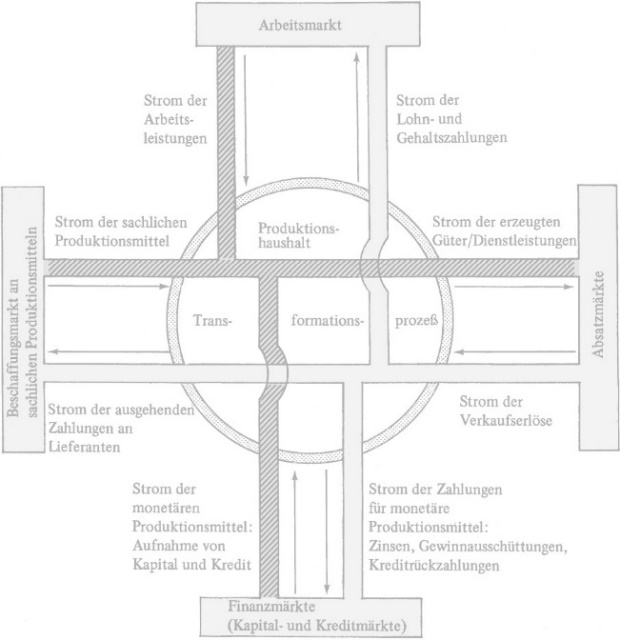 Arbeitsmarkt
Strom der
Arbeits-
leistungen
Strom der
Lohn- und
Gehaltszahlungen
Beschaffungsmarkt an
sachlichen Produktionsmitteln
Strom der sachlichen
Produktionsmittel
Produktions-
haushalt
Strom der erzeugten
Güter/Dienstleistungen
Absatzmärkte
Trans- formations- prozeß
Strom der ausgehenden
Zahlungen an
Lieferanten
Strom der
Verkaufserlöse
Strom der
monetären
Produktionsmittel:
Aufnahme von
Kapital und Kredit
Strom der Zahlungen
für monetäre
Produktionsmittel:
Zinsen, Gewinnausschüttungen,
Kreditrückzahlungen
Finanzmärkte
(Kapital- und Kreditmärkte)